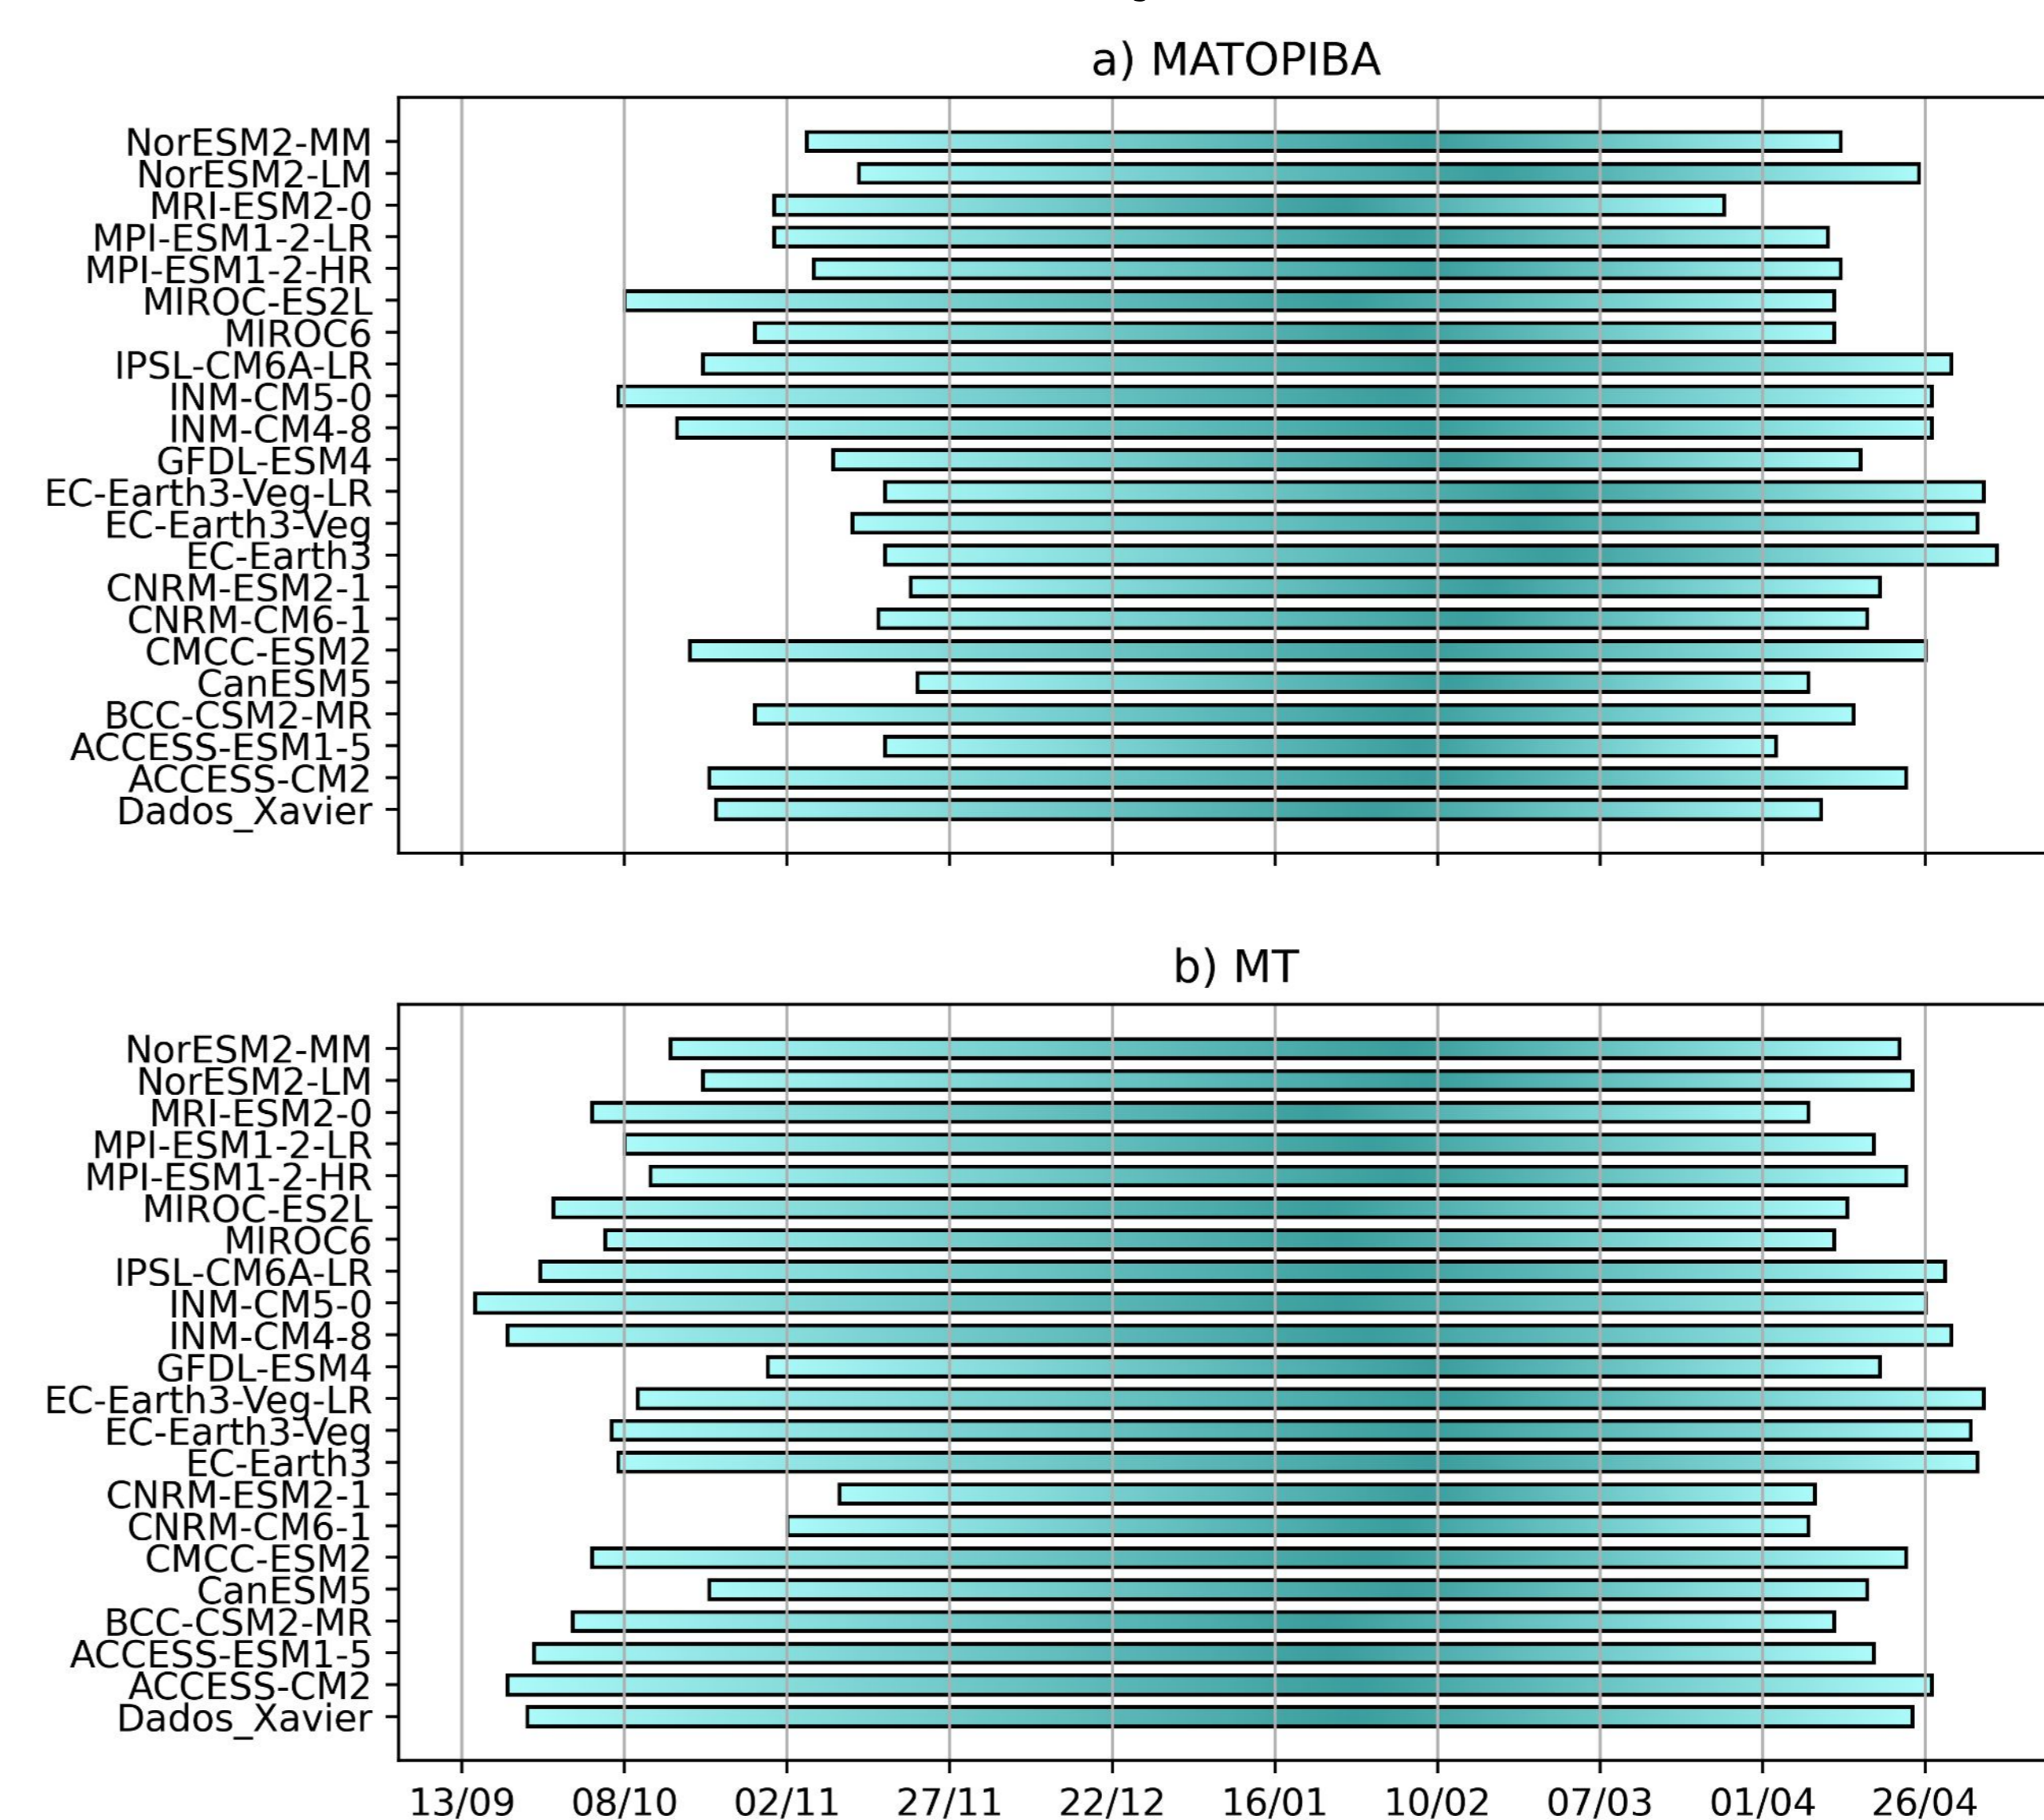 a) MATOPIBA
NorESM2-MM
NorESM2-LM
MRI-ESM2-0
MPI-ESM1-2-LR
MPI-ESM1-2-HR
MIROC-ES2L
MIROC6
IPSL-CM6A-LR
INM-CM5-0
INM-CM4-8
GFDL-ESM4
EC-Earth3-Veg-LR
EC-Earth3-Veg
EC-Earth3
CNRM-ESM2-1
CNRM-CM6-1
CMCC-ESM2
CanESM5
BCC-CSM2-MR
ACCESS-ESM1-5
ACCESS-CM2
Dados_Xavier
b) MT
NorESM2-MM
NorESM2-LM
MRI-ESM2-0
MPI-ESM1-2-LR
MPI-ESM1-2-HR
MIROC-ES2L
MIROC6
IPSL-CM6A-LR
INM-CM5-0
INM-CM4-8
GFDL-ESM4
EC-Earth3-Veg-LR
EC-Earth3-Veg
EC-Earth3
CNRM-ESM2-1
CNRM-CM6-1
CMCC-ESM2
CanESM5
BCC-CSM2-MR
ACCESS-ESM1-5
ACCESS-CM2
Dados_Xavier
13/09 08/10 02/11 27/11 22/12 16/01 10/02 07/03 01/04 26/04